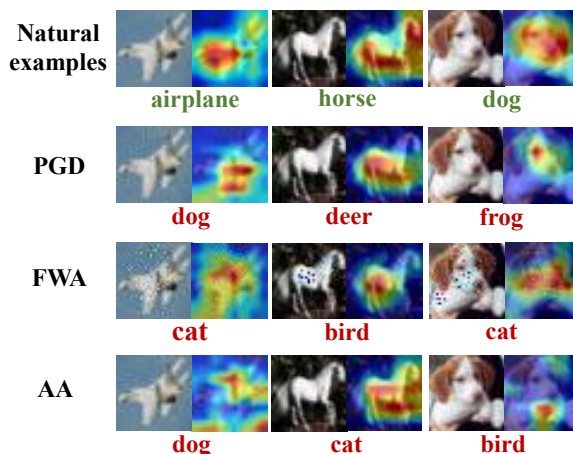 Natural
examples
airplane horse dog
PGD
dog deer frog
FWA
cat bird cat
AA
dog cat bird